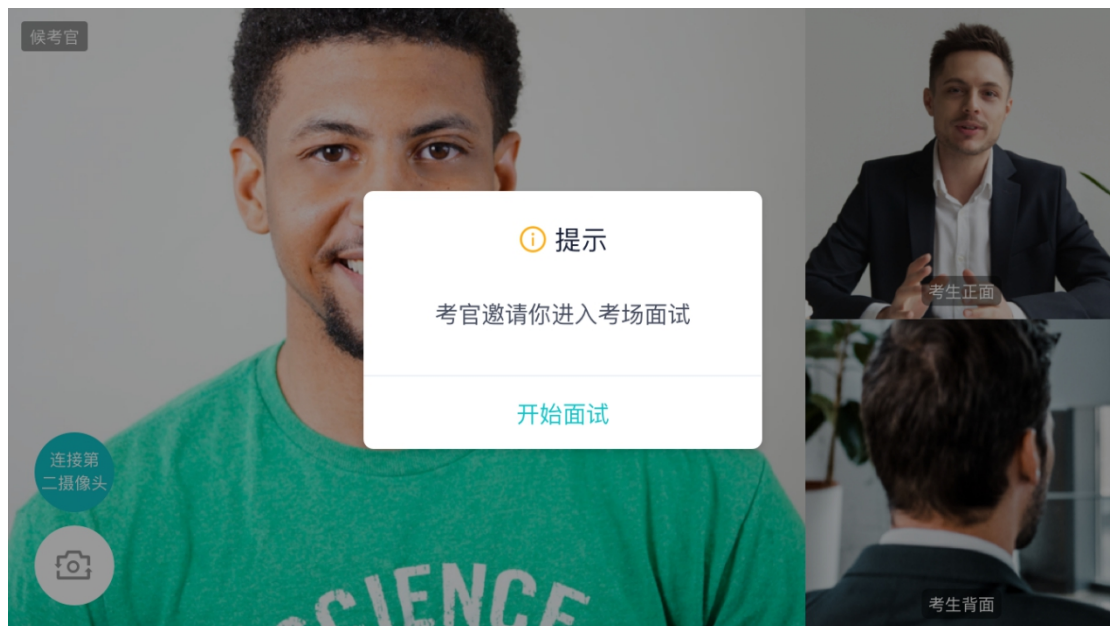 候考官
提示
考官邀请你进入考场面试
开始面试
考生正面
连接第
二摄像头
SCIENCE
考生背面